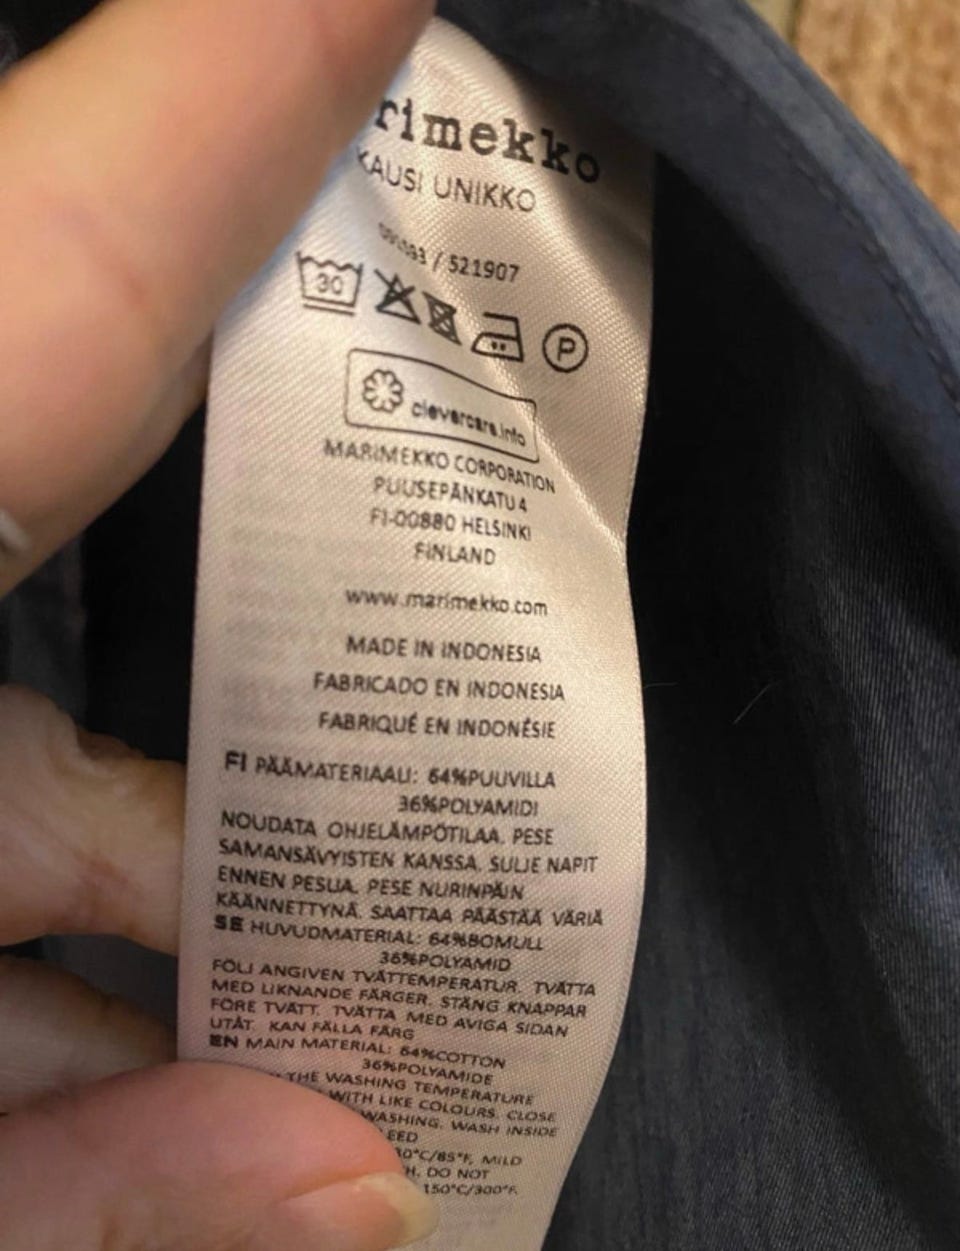 rimekko
KAUSI UNIKKO
/ 521907
30
P
clevercare.info
MARIMEKKO CORPORATION
PUUSEPÄNKATU 4
FI-00880 HELSINKI
FINLAND
www.marimekko.com
MADE IN INDONESIA
FABRICADO EN INDONESIA
FABRIQUÉ EN INDONÉSIE
FI PÄÄMATERIAALI: 64%PUUVILLA
36%POLYAMIDI
NOUDATA OHJELÄMPÖTILAA. PESE
SAMANSÄVYISTEN KANSSA. SULJE NAPIT
ENNEN PESUA. PESE NURINPÄIN
KÄÄNNETTYNÄ. SAATTAA PÄÄSTÄÄ VÄRIÄ
SE HUVUDMATERIAL: 64%BOMULL
36%POLYAMID
FÖLJ ANGIVEN TVÄTTEMPERATUR. TVÄTTA
MED LIKNANDE FÄRGER. STÄNG KNAPPAR
FÖRE TVÄTT. TVÄTTA MED AVIGA SIDAN
UTÅT. KAN FÄLLA FÄRG
EN MAIN MATERIAL: 64%COTTON
36%POLYAMIDE
THE WASHING TEMPERATURE
WITH LIKE COLOURS. CLOSE
WASHING. WASH INSIDE
EED
30°C/85°F, MILD
H. DO NOT
150°C/300°F.